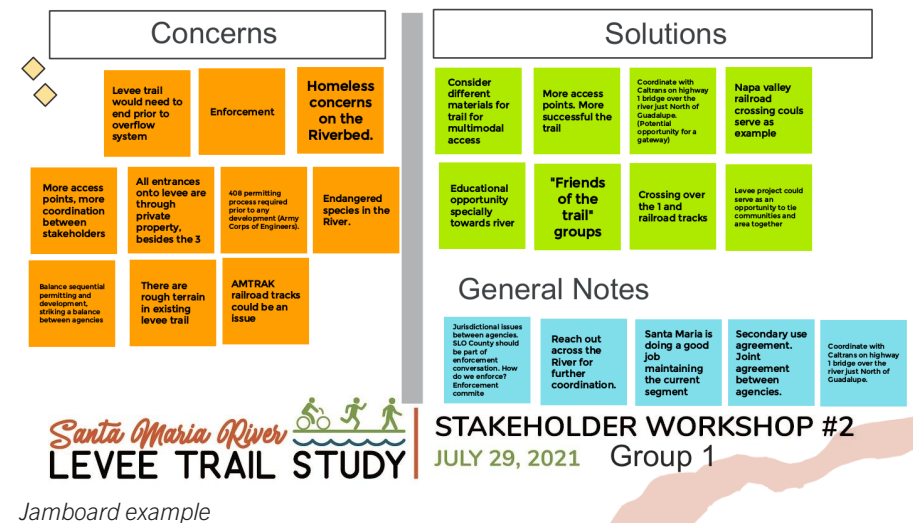 Concerns
Levee trail
would need to
end prior to
overflow
system
Enforcement
Homeless
concerns
on the
Riverbed.
More access
points, more
coordination
between
stakeholders
All entrances
onto levee are
through
private
property,
besides the 3
408 permitting
process required
prior to any
development (Army
Corps of Engineers).
Endangered
species in the
River.
Balance sequential
permitting and
development,
striking a balance
between agencies
There are
rough terrain
in existing
levee trail
AMTRAK
railroad tracks
could be an
issue
Solutions
Consider
different
materials for
trail for
multimodal
access
More access
points. More
successful the
trail
Coordinate with
Caltrans on highway
1 bridge over the
river just North of
Guadalupe.
(Potential
opportunity for a
gateway)
Napa valley
railroad
crossing couls
serve as
example
Educational
opportunity
specially
towards river
"Friends
of the
trail"
groups
Crossing over
the 1 and
railroad tracks
Levee project could
serve as an
opportunity to tie
communities and
area together
General Notes
Jurisdictional issues
between agencies.
SLO County should
be part of
enforcement
conversation. How
do we enforce?
Enforcement
commite
Reach out
across the
River for
further
coordination.
Santa Maria is
doing a good
job
maintaining
the current
segment
Secondary use
agreement.
Joint
agreement
between
agencies.
Coordinate with
Caltrans on highway
1 bridge over the
river just North of
Guadalupe.
Santa Maria River
LEVEE TRAIL STUDY
STAKEHOLDER WORKSHOP #2
JULY 29, 2021 Group 1
Jamboard example